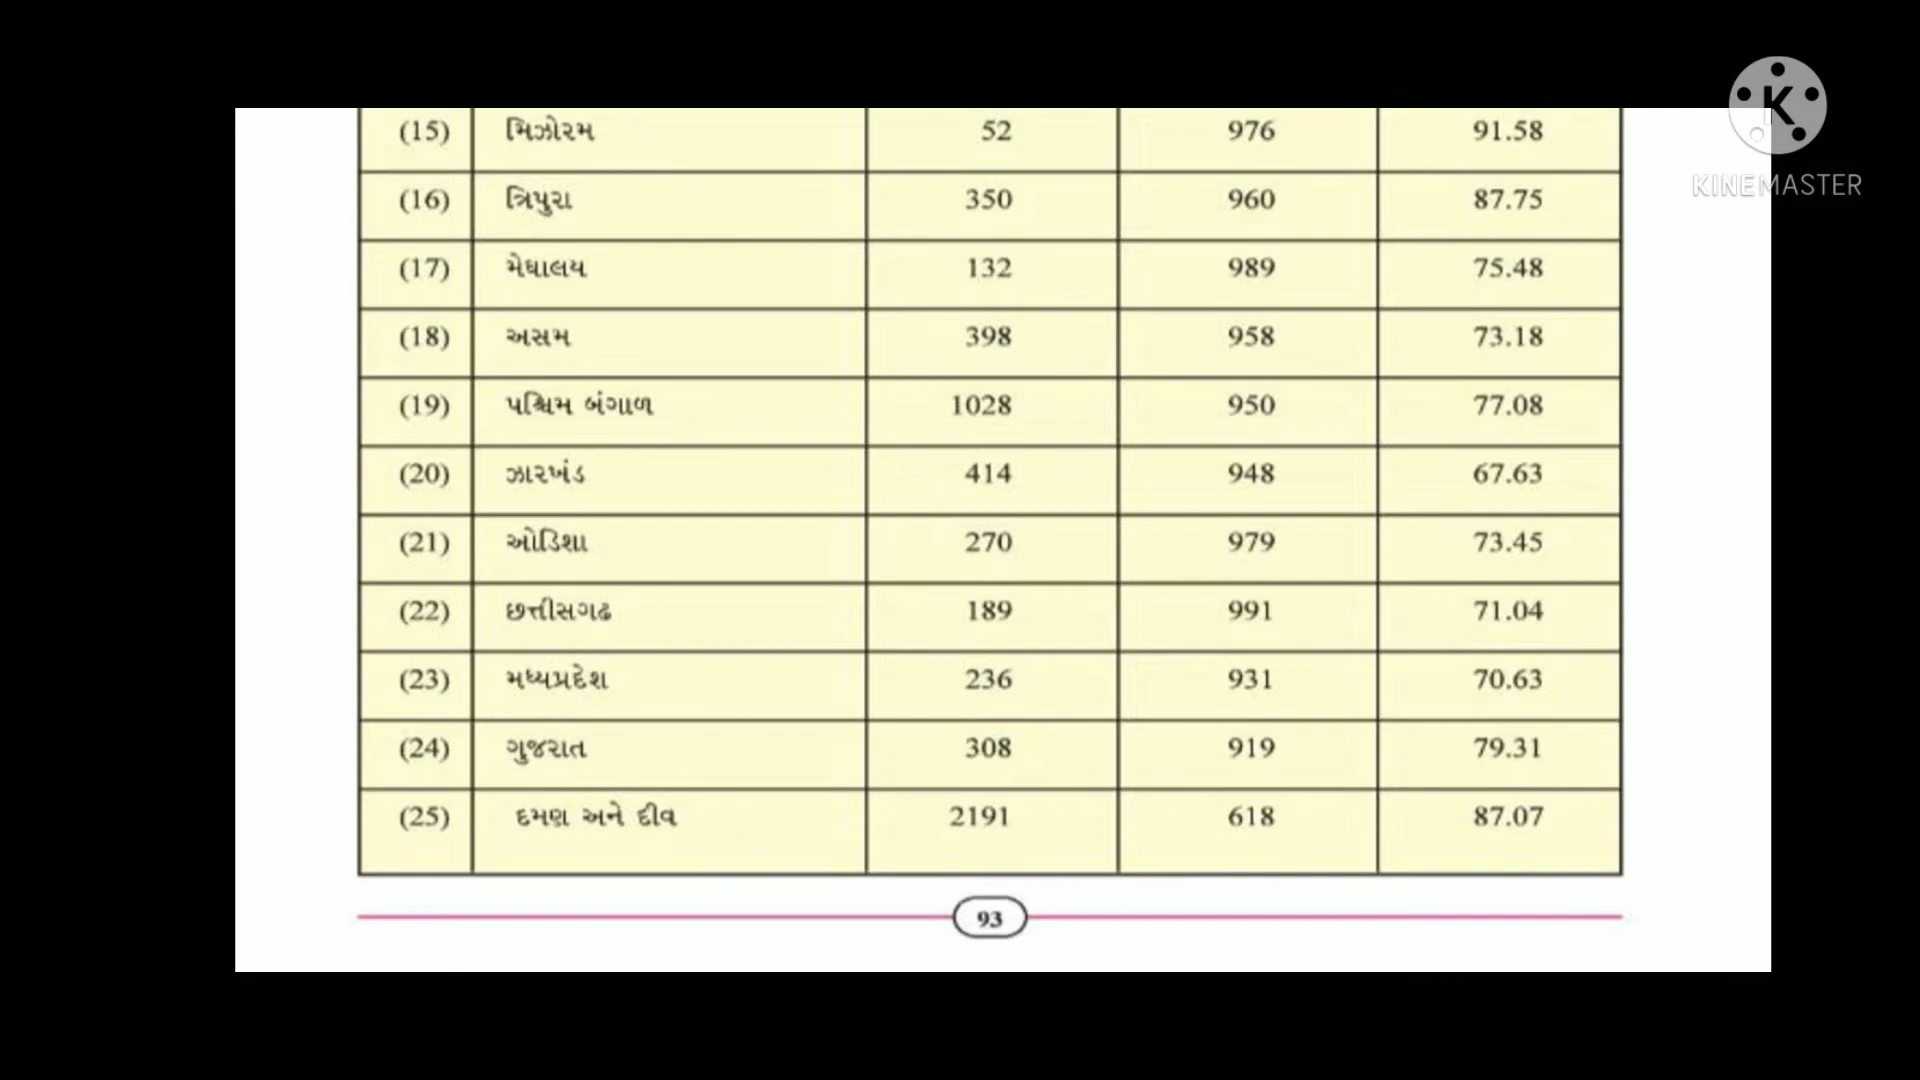 (15) મિઝોરમ 52 976 91.58
(16) ત્રિપુરા 350 960 87.75
(17) મેઘાલય 132 989 75.48
(18) અસમ 398 958 73.18
(19) પશ્ચિમ બંગાળ 1028 950 77.08
(20) ઝારખંડ 414 948 67.63
(21) ઓડિશા 270 979 73.45
(22) છત્તીસગઢ 189 991 71.04
(23) મધ્યપ્રદેશ 236 931 70.63
(24) ગુજરાત 308 919 79.31
(25) દમણ અને દીવ 2191 618 87.07
93
K
KINEMASTER